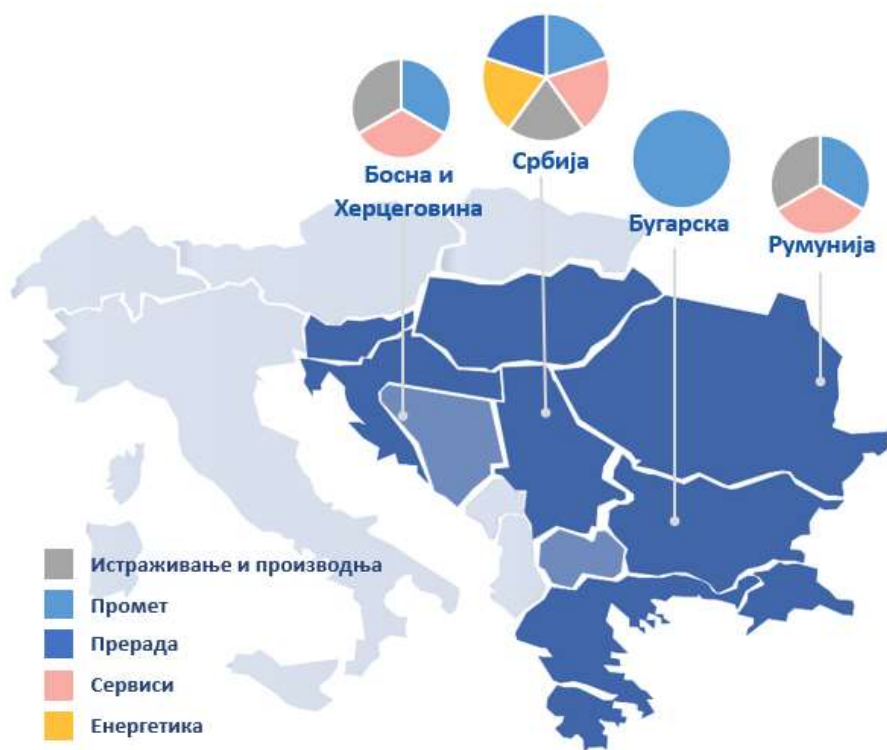 Босна и
Херцеговина
Србија
Бугарска
Румунија
Истраживање и производња
Промет
Прерада
Сервиси
Енергетика